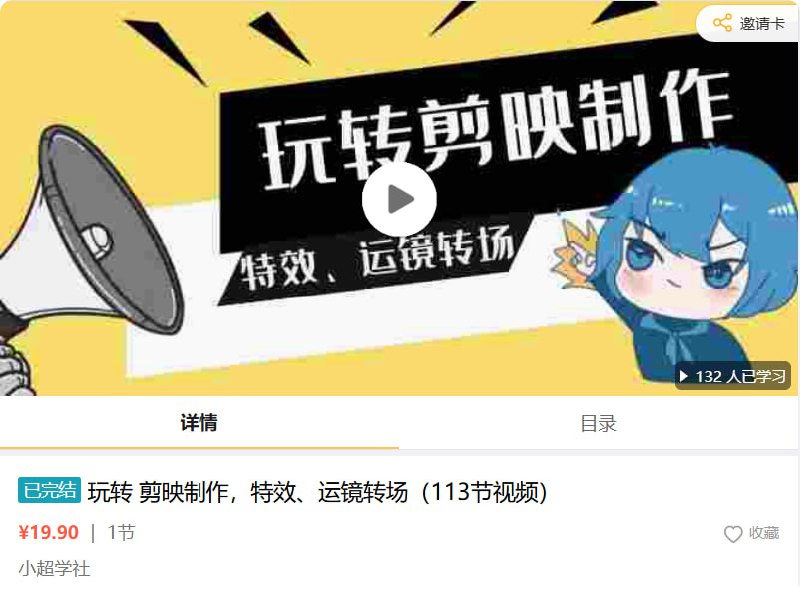 邀请卡
玩转剪映制作
特效、运镜转场
132 人已学习
详情
目录
已完结 玩转 剪映制作，特效、运镜转场（113节视频）
¥19.90 | 1节
收藏
小超学社